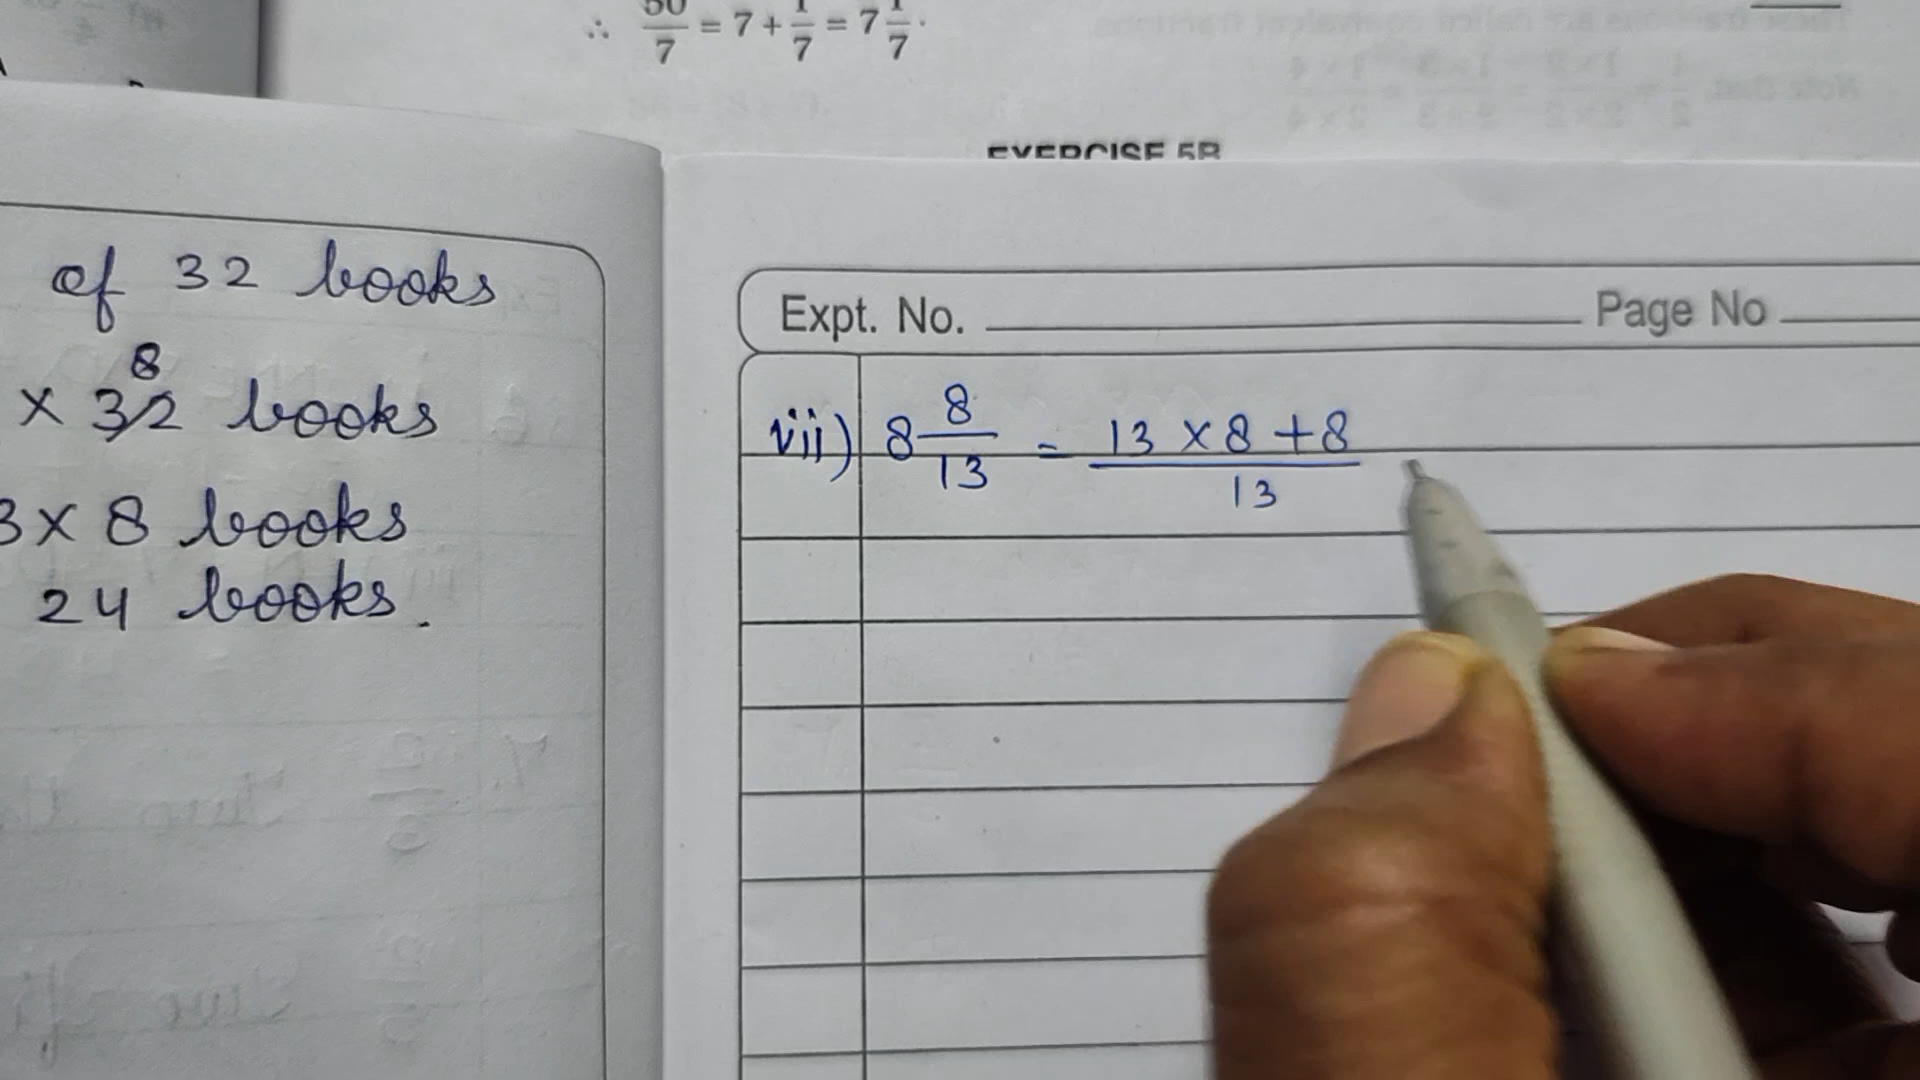 ∴ 50/7 = 7 + 1/7 = 7 1/7.
EXERCISE 5B
of 32 books
8
x 32 books
3 x 8 books
24 books.
Expt. No. Page No
vii) 8 8/13 = 13 x 8 + 8 / 13